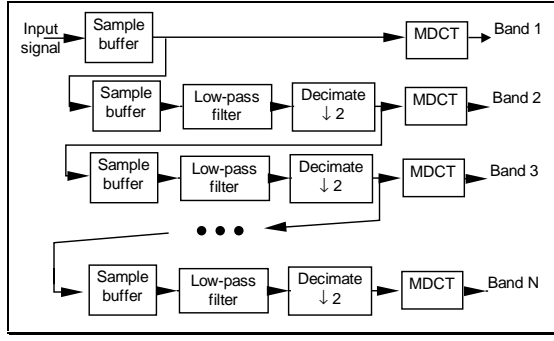 Input
signal
Sample
buffer
MDCT
Band 1
Sample
buffer
Low-pass
filter
Decimate
↓ 2
MDCT
Band 2
Sample
buffer
Low-pass
filter
Decimate
↓ 2
MDCT
Band 3
• • •
Sample
buffer
Low-pass
filter
Decimate
↓ 2
MDCT
Band N